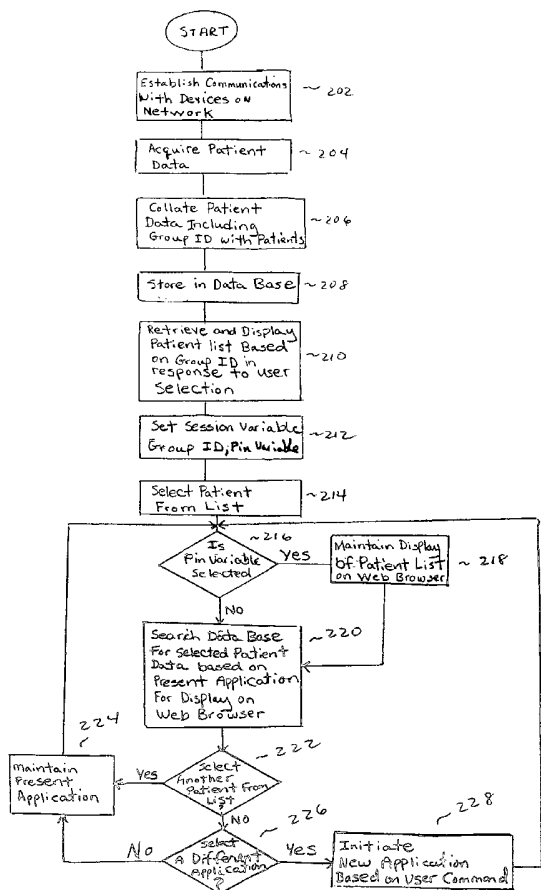 START
Establish Communications
With Devices on
Network
~ 202
Acquire Patient
Data
~ 204
Collate Patient
Data Including
Group ID with Patients
~ 206
Store in Data Base
~ 208
Retrieve and Display
Patient list Based
on Group ID in
response to user
Selection
~ 210
Set Session Variable
Group ID, Pin Variable
~ 212
Select Patient
From List
~ 214
~ 216
Is
Pin Variable
Selected
Yes
Maintain Display
Of Patient List
on Web Browser
~ 218
No
Search Data Base
For Selected Patient
Data based on
Present Application
For Display on
Web Browser
~ 220
224
Maintain
Present
Application
Yes
222
Select
Another
Patient From
List
?
No
226
Select
A Different
Application
?
No
Yes
228
Initiate
New Application
Based on User Command